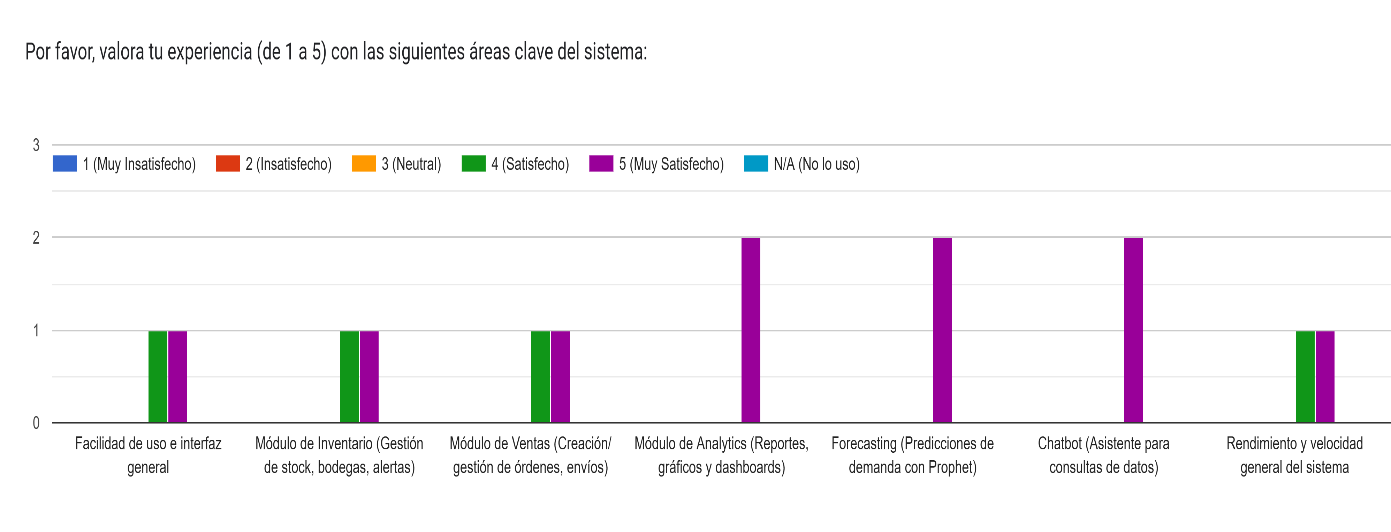 Por favor, valora tu experiencia (de 1 a 5) con las siguientes áreas clave del sistema:
3
1 (Muy Insatisfecho) 2 (Insatisfecho) 3 (Neutral) 4 (Satisfecho) 5 (Muy Satisfecho) N/A (No lo uso)
2
1
0
Facilidad de uso e interfaz
general
Módulo de Inventario (Gestión
de stock, bodegas, alertas)
Módulo de Ventas (Creación/
gestión de órdenes, envíos)
Módulo de Analytics (Reportes,
gráficos y dashboards)
Forecasting (Predicciones de
demanda con Prophet)
Chatbot (Asistente para
consultas de datos)
Rendimiento y velocidad
general del sistema